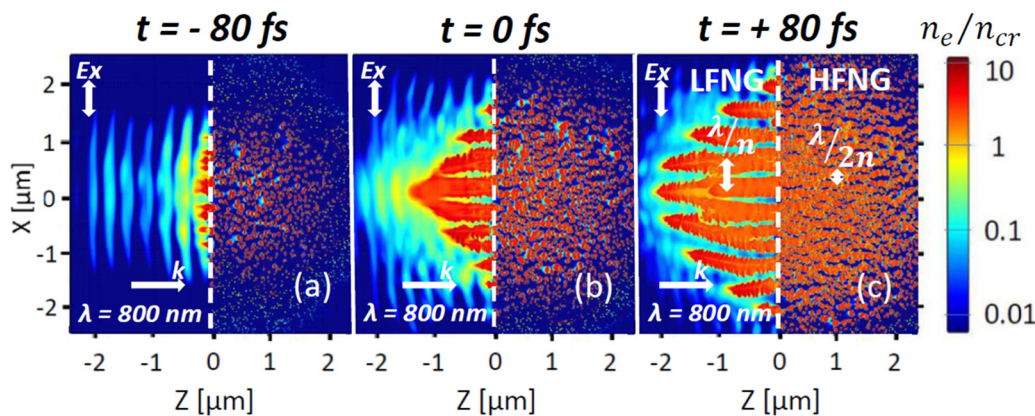 t = - 80 fs
t = 0 fs
t = + 80 fs
n_e/n_cr
Ex
Ex
Ex
LFNG
HFNG
λ/n
λ/2n
k
k
k
(a)
(b)
(c)
λ = 800 nm
λ = 800 nm
λ = 800 nm
X [µm]
2
1
0
-1
-2
-2
-1
0
1
2
-2
-1
0
1
2
-2
-1
0
1
2
Z [µm]
Z [µm]
Z [µm]
10
1
0.1
0.01